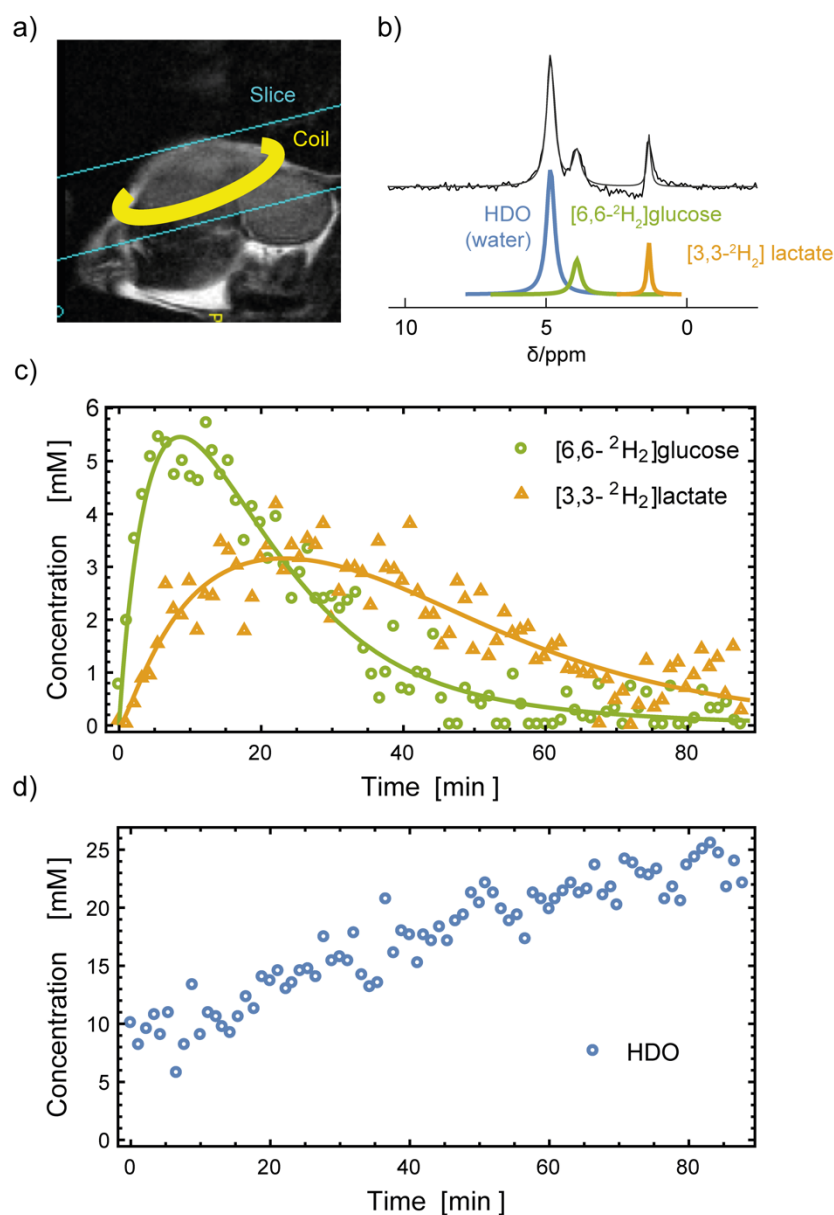 a)
Slice
Coil
P
b)
HDO
(water)
[6,6-²H₂]glucose
[3,3-²H₂] lactate
10
5
0
δ/ppm
c)
6
5
4
3
2
1
0
Concentration [mM]
[6,6- ²H₂]glucose
[3,3- ²H₂]lactate
0
20
40
60
80
Time [min ]
d)
25
20
15
10
5
0
Concentration [mM]
HDO
0
20
40
60
80
Time [min ]